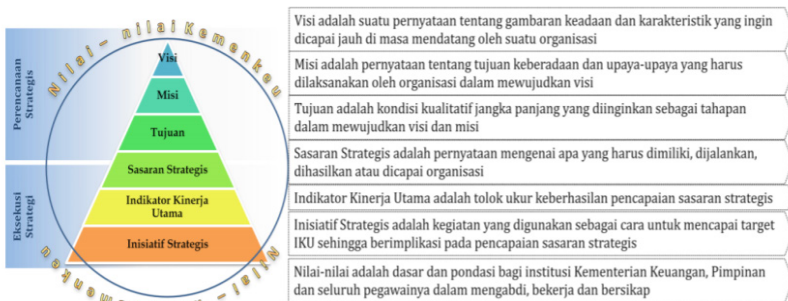 Nilai – nilai Kemenkeu
Perencanaan
Strategis
Eksekusi
Strategi
Visi
Misi
Tujuan
Sasaran Strategis
Indikator Kinerja
Utama
Inisiatif Strategis
Nilai – nilai Kemenkeu
Visi adalah suatu pernyataan tentang gambaran keadaan dan karakteristik yang ingin
dicapai jauh di masa mendatang oleh suatu organisasi
Misi adalah pernyataan tentang tujuan keberadaan dan upaya-upaya yang harus
dilaksanakan oleh organisasi dalam mewujudkan visi
Tujuan adalah kondisi kualitatif jangka panjang yang diinginkan sebagai tahapan
dalam mewujudkan visi dan misi
Sasaran Strategis adalah pernyataan mengenai apa yang harus dimiliki, dijalankan,
dihasilkan atau dicapai organisasi
Indikator Kinerja Utama adalah tolok ukur keberhasilan pencapaian sasaran strategis
Inisiatif Strategis adalah kegiatan yang digunakan sebagai cara untuk mencapai target
IKU sehingga berimplikasi pada pencapaian sasaran strategis
Nilai-nilai adalah dasar dan pondasi bagi institusi Kementerian Keuangan, Pimpinan
dan seluruh pegawainya dalam mengabdi, bekerja dan bersikap